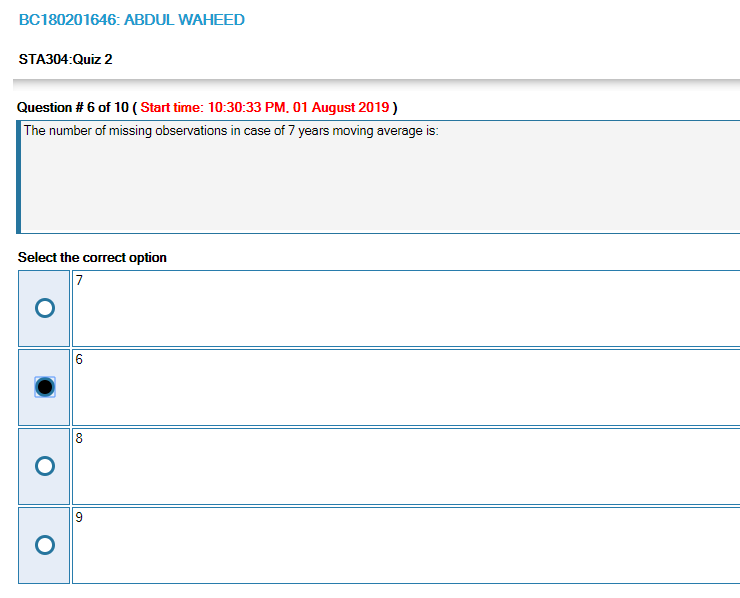 BC180201646: ABDUL WAHEED
STA304:Quiz 2
Question # 6 of 10 ( Start time: 10:30:33 PM, 01 August 2019 )
The number of missing observations in case of 7 years moving average is:
Select the correct option
7
6
8
9